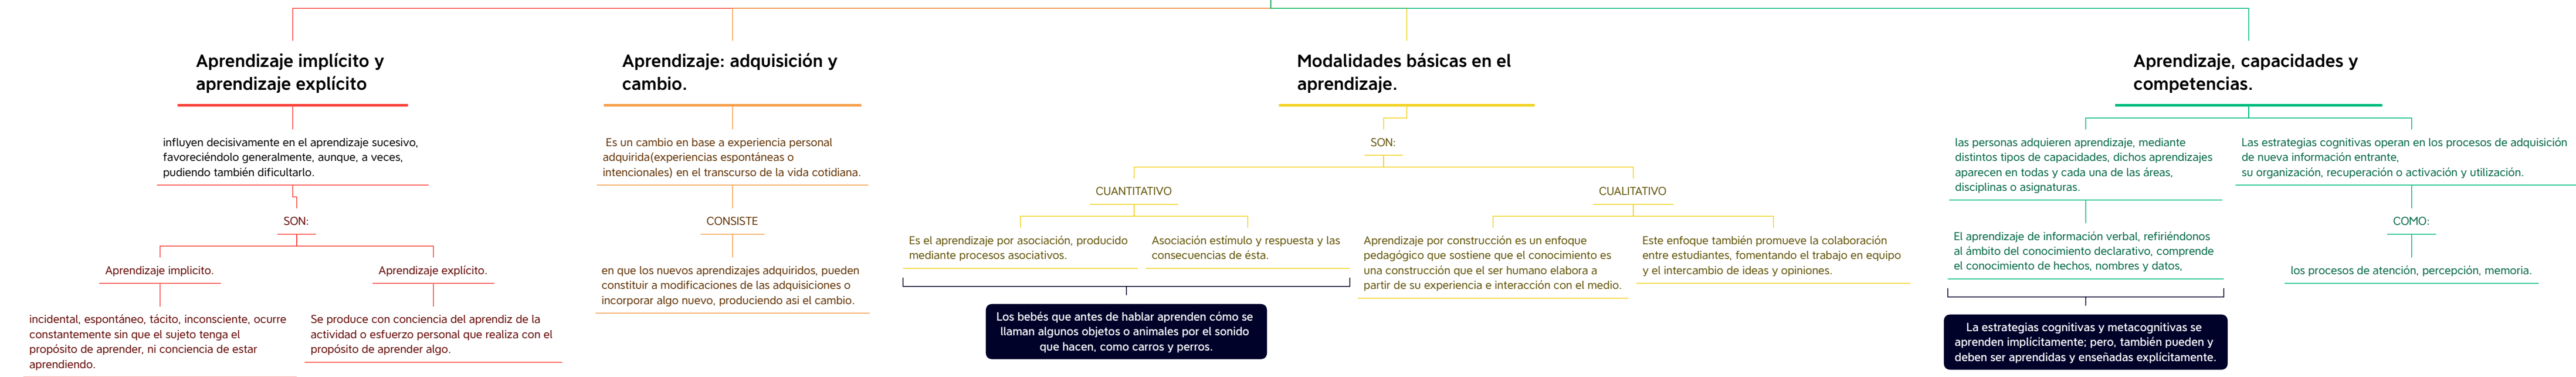 Aprendizaje implícito y
aprendizaje explícito
influyen decisivamente en el aprendizaje sucesivo,
favoreciéndolo generalmente, aunque, a veces,
pudiendo también dificultarlo.
SON:
Aprendizaje implicito.
incidental, espontáneo, tácito, inconsciente, ocurre
constantemente sin que el sujeto tenga el
propósito de aprender, ni conciencia de estar
aprendiendo.
Aprendizaje explícito.
Se produce con conciencia del aprendiz de la
actividad o esfuerzo personal que realiza con el
propósito de aprender algo.
Aprendizaje: adquisición y
cambio.
Es un cambio en base a experiencia personal
adquirida(experiencias espontáneas o
intencionales) en el transcurso de la vida cotidiana.
CONSISTE
en que los nuevos aprendizajes adquiridos, pueden
constituir a modificaciones de las adquisiciones o
incorporar algo nuevo, produciendo asi el cambio.
Modalidades básicas en el
aprendizaje.
SON:
CUANTITATIVO
Es el aprendizaje por asociación, producido
mediante procesos asociativos.
Asociación estímulo y respuesta y las
consecuencias de ésta.
Los bebés que antes de hablar aprenden cómo se
llaman algunos objetos o animales por el sonido
que hacen, como carros y perros.
CUALITATIVO
Aprendizaje por construcción es un enfoque
pedagógico que sostiene que el conocimiento es
una construcción que el ser humano elabora a
partir de su experiencia e interacción con el medio.
Este enfoque también promueve la colaboración
entre estudiantes, fomentando el trabajo en equipo
y el intercambio de ideas y opiniones.
Aprendizaje, capacidades y
competencias.
las personas adquieren aprendizaje, mediante
distintos tipos de capacidades, dichos aprendizajes
aparecen en todas y cada una de las áreas,
disciplinas o asignaturas.
El aprendizaje de información verbal, refiriéndonos
al ámbito del conocimiento declarativo, comprende
el conocimiento de hechos, nombres y datos,
La estrategias cognitivas y metacognitivas se
aprenden implícitamente; pero, también pueden y
deben ser aprendidas y enseñadas explícitamente.
Las estrategias cognitivas operan en los procesos de adquisición
de nueva información entrante,
su organización, recuperación o activación y utilización.
COMO:
los procesos de atención, percepción, memoria.